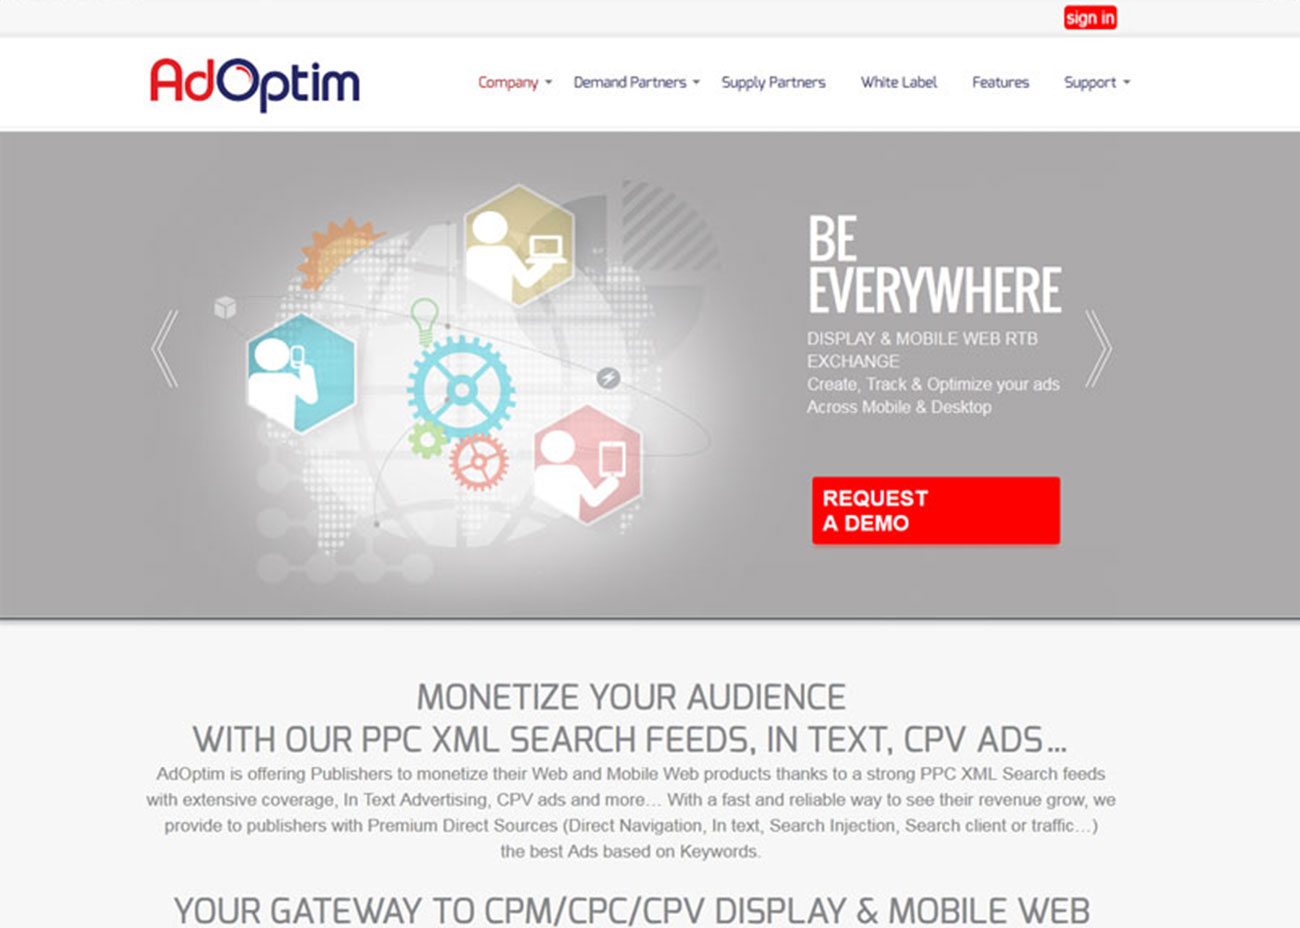 sign in
AdOptim
Company
Demand Partners
Supply Partners
White Label
Features
Support
BE
EVERYWHERE
DISPLAY & MOBILE WEB RTB
EXCHANGE
Create, Track & Optimize your ads
Across Mobile & Desktop
REQUEST
A DEMO
MONETIZE YOUR AUDIENCE
WITH OUR PPC XML SEARCH FEEDS, IN TEXT, CPV ADS...
AdOptim is offering Publishers to monetize their Web and Mobile Web products thanks to a strong PPC XML Search feeds
with extensive coverage, In Text Advertising, CPV ads and more… With a fast and reliable way to see their revenue grow, we
provide to publishers with Premium Direct Sources (Direct Navigation, In text, Search Injection, Search client or traffic…)
the best Ads based on Keywords.
YOUR GATEWAY TO CPM/CPC/CPV DISPLAY & MOBILE WEB